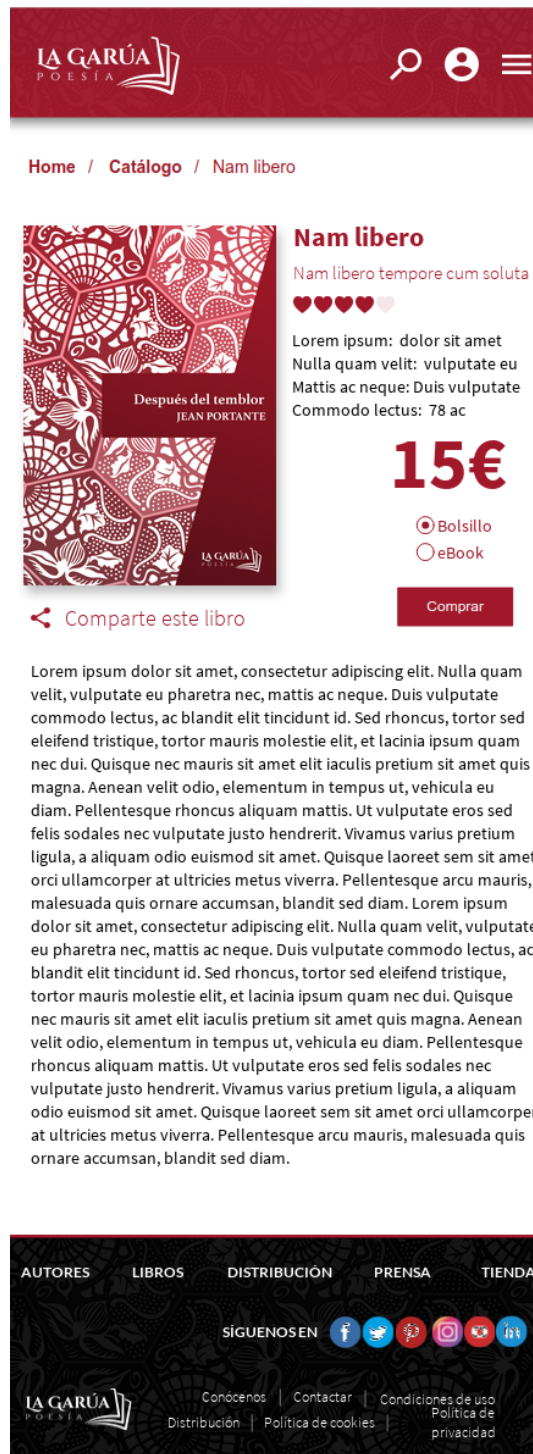 LA GARÚA
POESÍA
Home / Catálogo / Nam libero
Nam libero
Nam libero tempore cum soluta
Lorem ipsum: dolor sit amet
Nulla quam velit: vulputate eu
Mattis ac neque: Duis vulputate
Commodo lectus: 78 ac
Después del temblor
JEAN PORTANTE
LA GARÚA
POESÍA
15€
Bolsillo
eBook
Comprar
Comparte este libro
Lorem ipsum dolor sit amet, consectetur adipiscing elit. Nulla quam
velit, vulputate eu pharetra nec, mattis ac neque. Duis vulputate
commodo lectus, ac blandit elit tincidunt id. Sed rhoncus, tortor sed
eleifend tristique, tortor mauris molestie elit, et lacinia ipsum quam
nec dui. Quisque nec mauris sit amet elit iaculis pretium sit amet quis
magna. Aenean velit odio, elementum in tempus ut, vehicula eu
diam. Pellentesque rhoncus aliquam mattis. Ut vulputate eros sed
felis sodales nec vulputate justo hendrerit. Vivamus varius pretium
ligula, a aliquam odio euismod sit amet. Quisque laoreet sem sit amet
orci ullamcorper at ultricies metus viverra. Pellentesque arcu mauris,
malesuada quis ornare accumsan, blandit sed diam. Lorem ipsum
dolor sit amet, consectetur adipiscing elit. Nulla quam velit, vulputate
eu pharetra nec, mattis ac neque. Duis vulputate commodo lectus, ac
blandit elit tincidunt id. Sed rhoncus, tortor sed eleifend tristique,
tortor mauris molestie elit, et lacinia ipsum quam nec dui. Quisque
nec mauris sit amet elit iaculis pretium sit amet quis magna. Aenean
velit odio, elementum in tempus ut, vehicula eu diam. Pellentesque
rhoncus aliquam mattis. Ut vulputate eros sed felis sodales nec
vulputate justo hendrerit. Vivamus varius pretium ligula, a aliquam
odio euismod sit amet. Quisque laoreet sem sit amet orci ullamcorper
at ultricies metus viverra. Pellentesque arcu mauris, malesuada quis
ornare accumsan, blandit sed diam.
AUTORES LIBROS DISTRIBUCIÓN PRENSA TIENDA
SÍGUENOS EN
LA GARÚA
POESÍA
Conócenos | Contactar | Condiciones de uso
Distribución | Política de cookies | Política de
privacidad